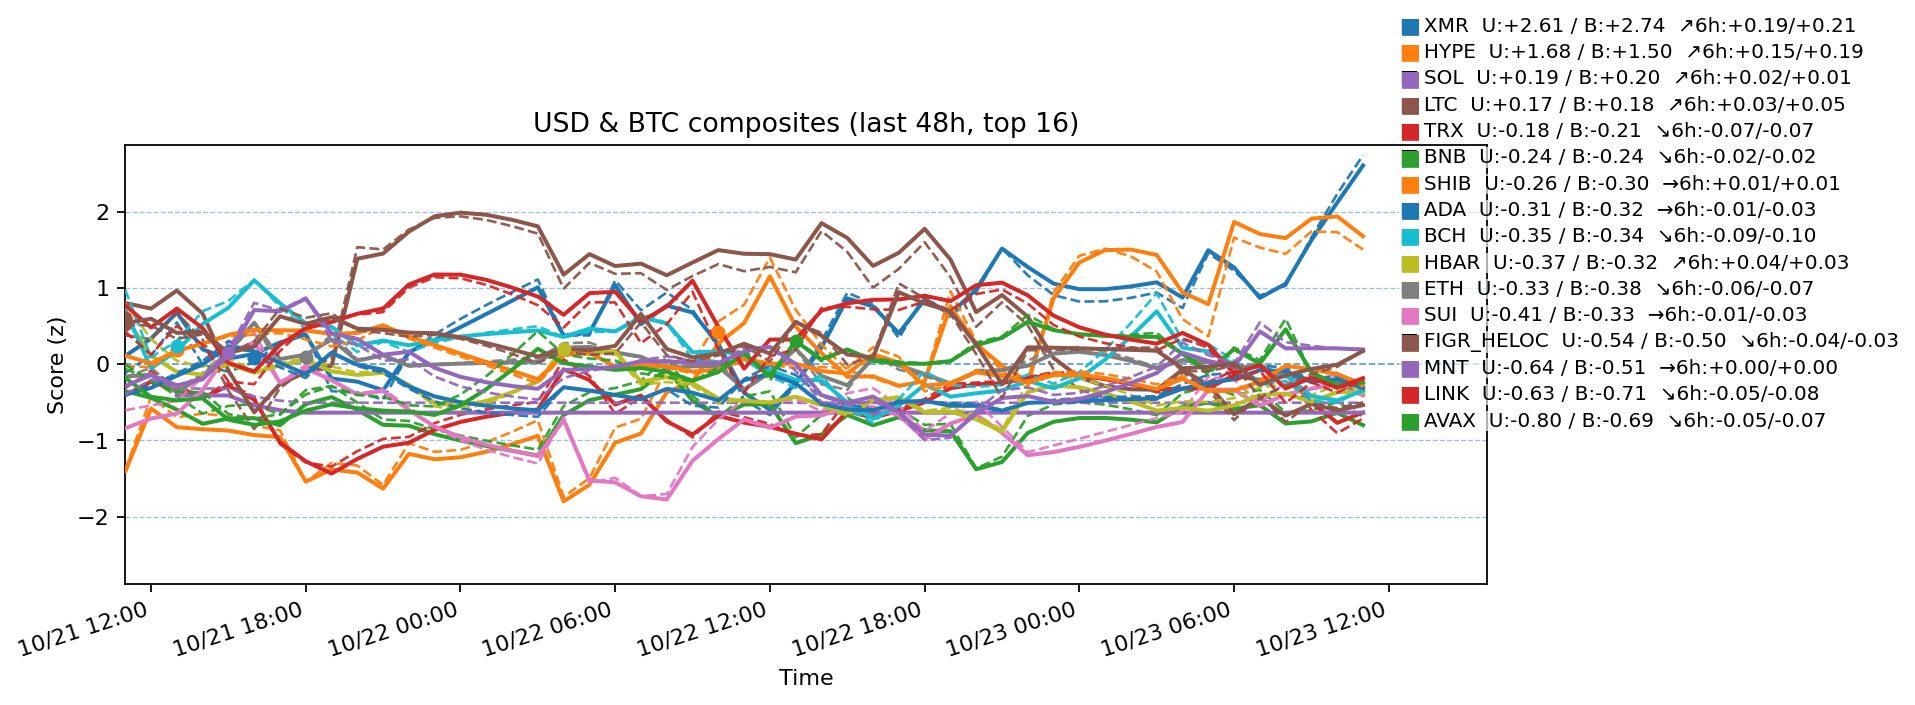 XMR  U:+2.61 / B:+2.74  ↗6h:+0.19/+0.21
HYPE  U:+1.68 / B:+1.50  ↗6h:+0.15/+0.19
SOL  U:+0.19 / B:+0.20  ↗6h:+0.02/+0.01
LTC  U:+0.17 / B:+0.18  ↗6h:+0.03/+0.05
TRX  U:-0.18 / B:-0.21  ↘6h:-0.07/-0.07
BNB  U:-0.24 / B:-0.24  ↘6h:-0.02/-0.02
SHIB  U:-0.26 / B:-0.30  →6h:+0.01/+0.01
ADA  U:-0.31 / B:-0.32  →6h:-0.01/-0.03
BCH  U:-0.35 / B:-0.34  ↘6h:-0.09/-0.10
HBAR  U:-0.37 / B:-0.32  ↗6h:+0.04/+0.03
ETH  U:-0.33 / B:-0.38  ↘6h:-0.06/-0.07
SUI  U:-0.41 / B:-0.33  →6h:-0.01/-0.03
FIGR_HELOC  U:-0.54 / B:-0.50  ↘6h:-0.04/-0.03
MNT  U:-0.64 / B:-0.51  →6h:+0.00/+0.00
LINK  U:-0.63 / B:-0.71  ↘6h:-0.05/-0.08
AVAX  U:-0.80 / B:-0.69  ↘6h:-0.05/-0.07
USD & BTC composites (last 48h, top 16)
Score (z)
2
1
0
−1
−2
10/21 12:00
10/21 18:00
10/22 00:00
10/22 06:00
10/22 12:00
10/22 18:00
10/23 00:00
10/23 06:00
10/23 12:00
Time